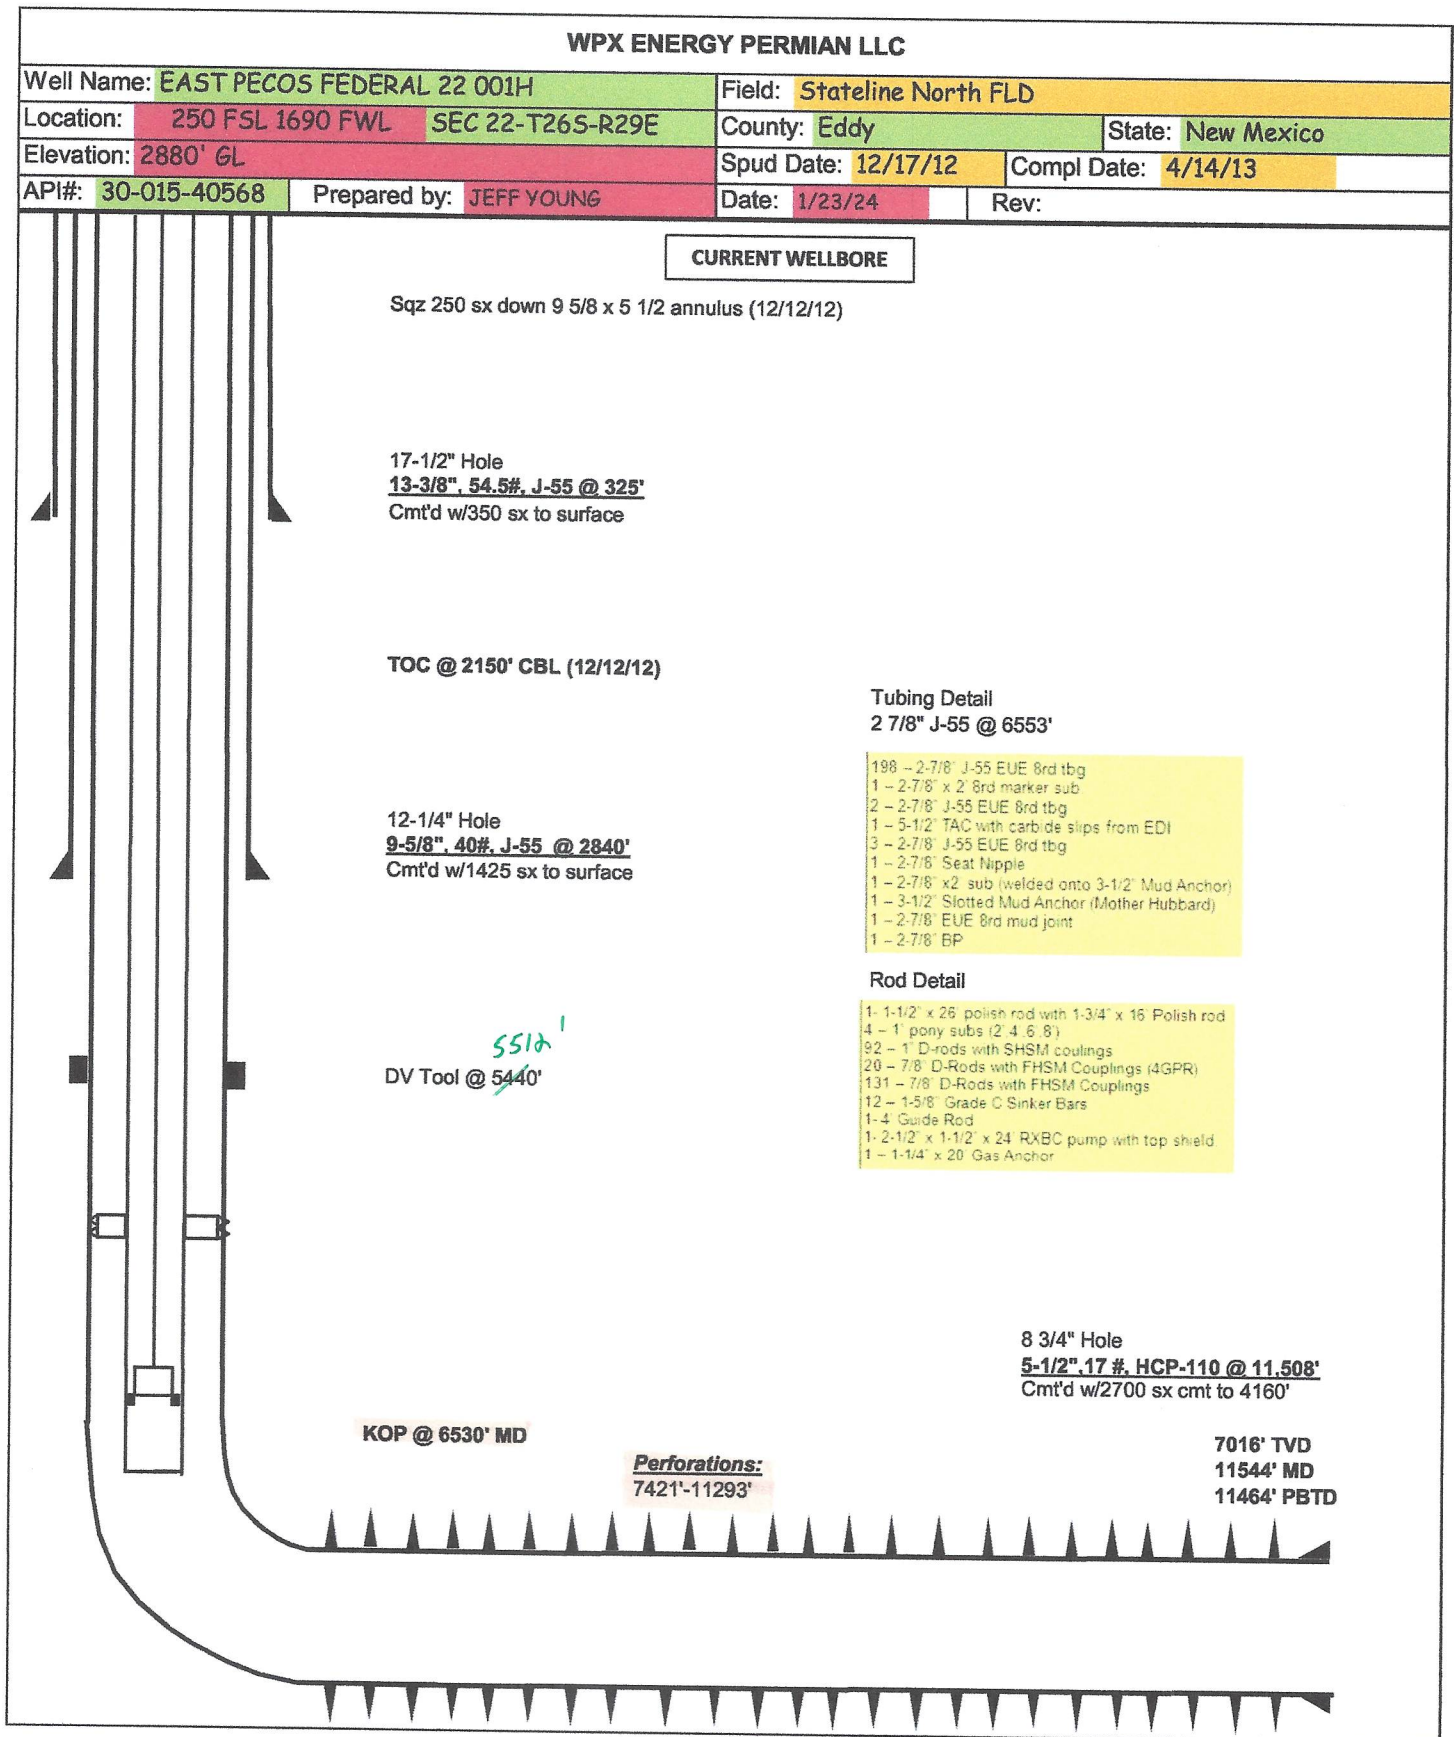 WPX ENERGY PERMIAN LLC
Well Name: EAST PECOS FEDERAL 22 001H
Field: Stateline North FLD
Location: 250 FSL 1690 FWL SEC 22-T26S-R29E
County: Eddy
State: New Mexico
Elevation: 2880' GL
Spud Date: 12/17/12
Compl Date: 4/14/13
API#: 30-015-40568
Prepared by: JEFF YOUNG
Date: 1/23/24
Rev:
CURRENT WELLBORE
Sqz 250 sx down 9 5/8 x 5 1/2 annulus (12/12/12)
17-1/2" Hole
13-3/8", 54.5#, J-55 @ 325'
Cmt'd w/350 sx to surface
TOC @ 2150' CBL (12/12/12)
Tubing Detail
2 7/8" J-55 @ 6553'
198 – 2-7/8" J-55 EUE 8rd tbg
1 – 2-7/8" x 2' 8rd marker sub
2 – 2-7/8" J-55 EUE 8rd tbg
1 – 5-1/2" TAC with carbide slips from EDI
3 – 2-7/8" J-55 EUE 8rd tbg
1 – 2-7/8" Seat Nipple
1 – 2-7/8" x2' sub (welded onto 3-1/2" Mud Anchor)
1 – 3-1/2" Slotted Mud Anchor (Mother Hubbard)
1 – 2-7/8" EUE 8rd mud joint
1 – 2-7/8" BP
12-1/4" Hole
9-5/8", 40#, J-55 @ 2840'
Cmt'd w/1425 sx to surface
Rod Detail
1- 1-1/2" x 26' polish rod with 1-3/4" x 16' Polish rod
4 – 1" pony subs (2' 4' 6' 8')
92 – 1" D-rods with SHSM coulings
20 – 7/8" D-Rods with FHSM Couplings (4GPR)
131 – 7/8" D-Rods with FHSM Couplings
12 – 1-5/8" Grade C Sinker Bars
1- 4' Guide Rod
1- 2-1/2" x 1-1/2" x 24' RXBC pump with top shield
1 – 1-1/4" x 20' Gas Anchor
5512'
DV Tool @ 5440'
8 3/4" Hole
5-1/2",17 #, HCP-110 @ 11,508'
Cmt'd w/2700 sx cmt to 4160'
KOP @ 6530' MD
Perforations:
7421'-11293'
7016' TVD
11544' MD
11464' PBTD